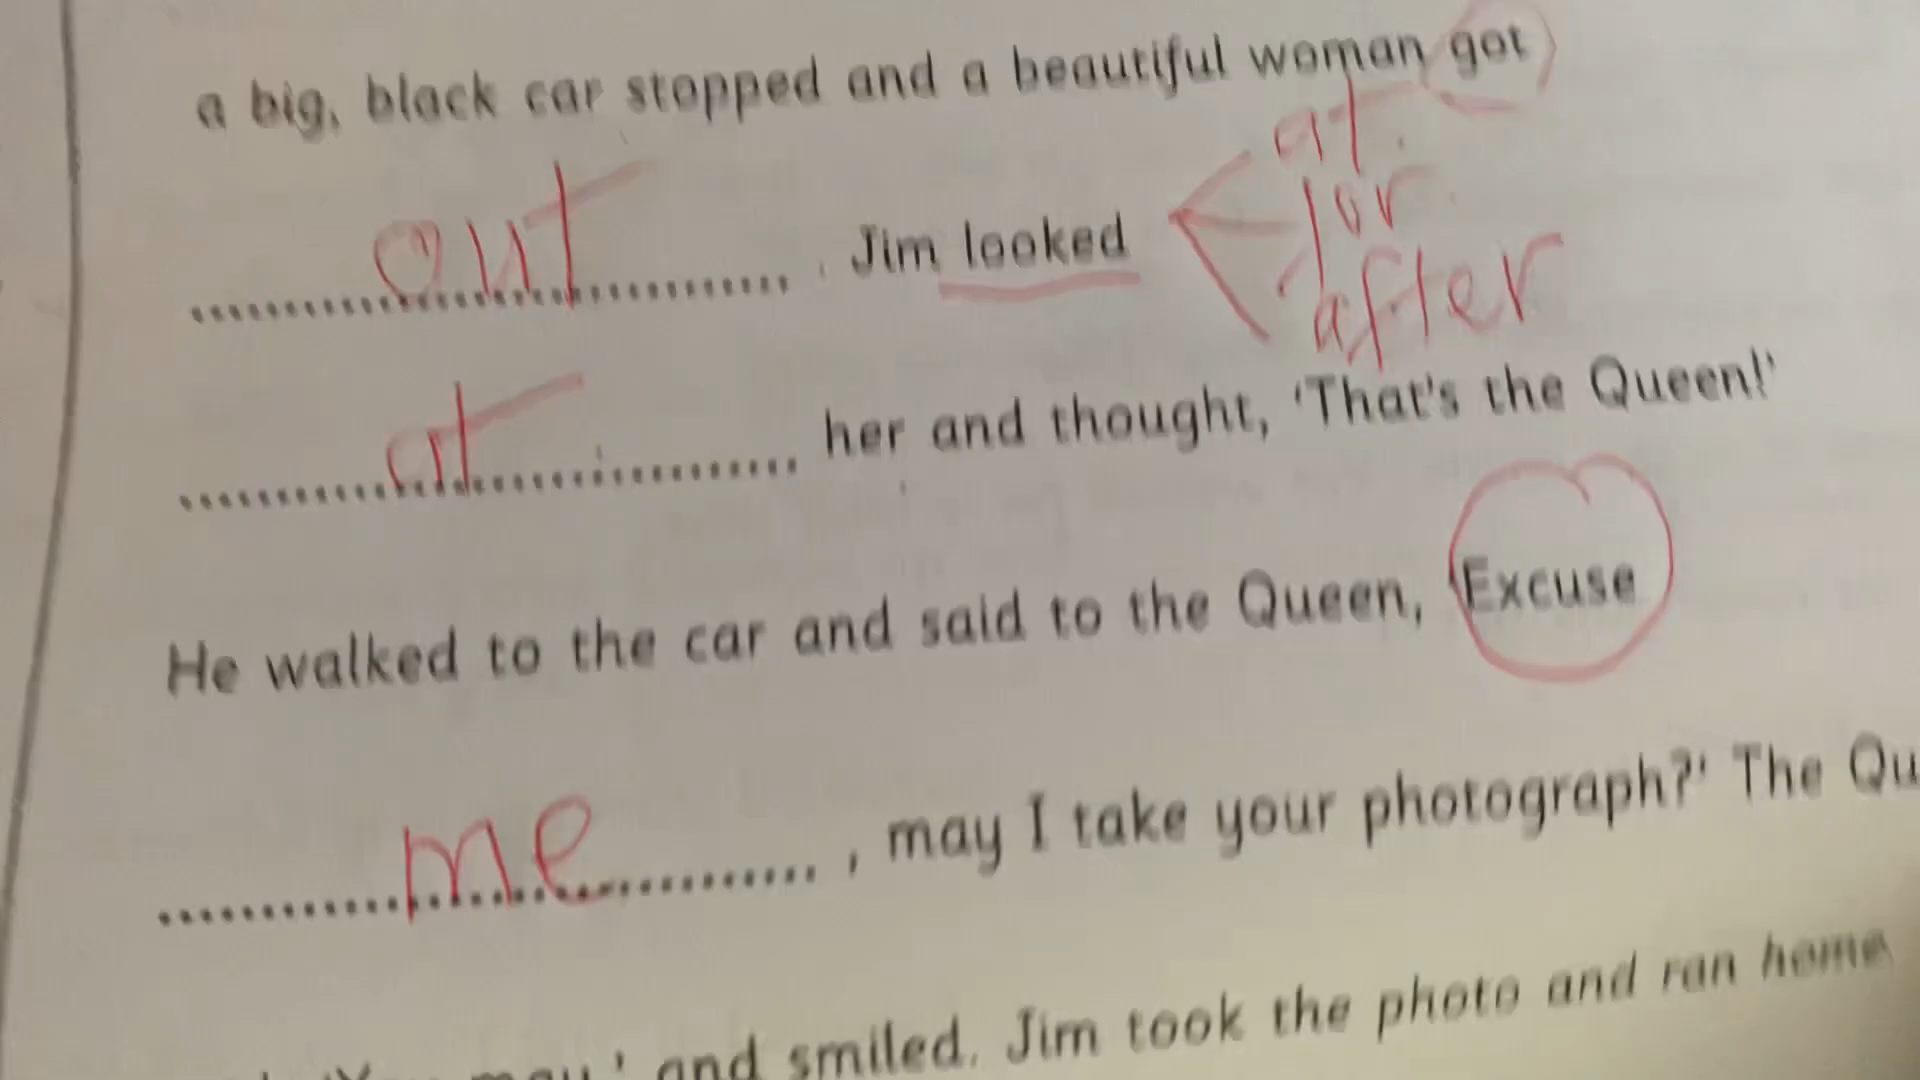 a big, black car stopped and a beautiful woman got
at
for
out . Jim looked
after
at her and thought, 'That's the Queen!'
He walked to the car and said to the Queen, 'Excuse
me , may I take your photograph?' The Qu
may,' and smiled. Jim took the photo and ran home